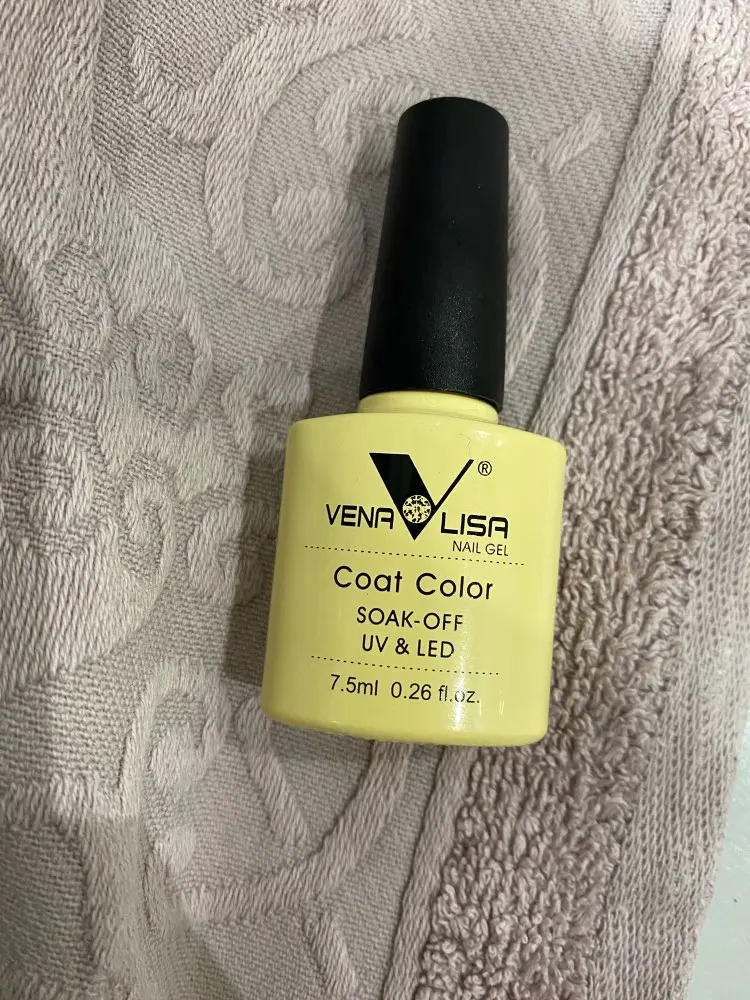 VENA LISA ®
NAIL GEL
Coat Color
SOAK-OFF
UV & LED
7.5ml 0.26 fl.oz.